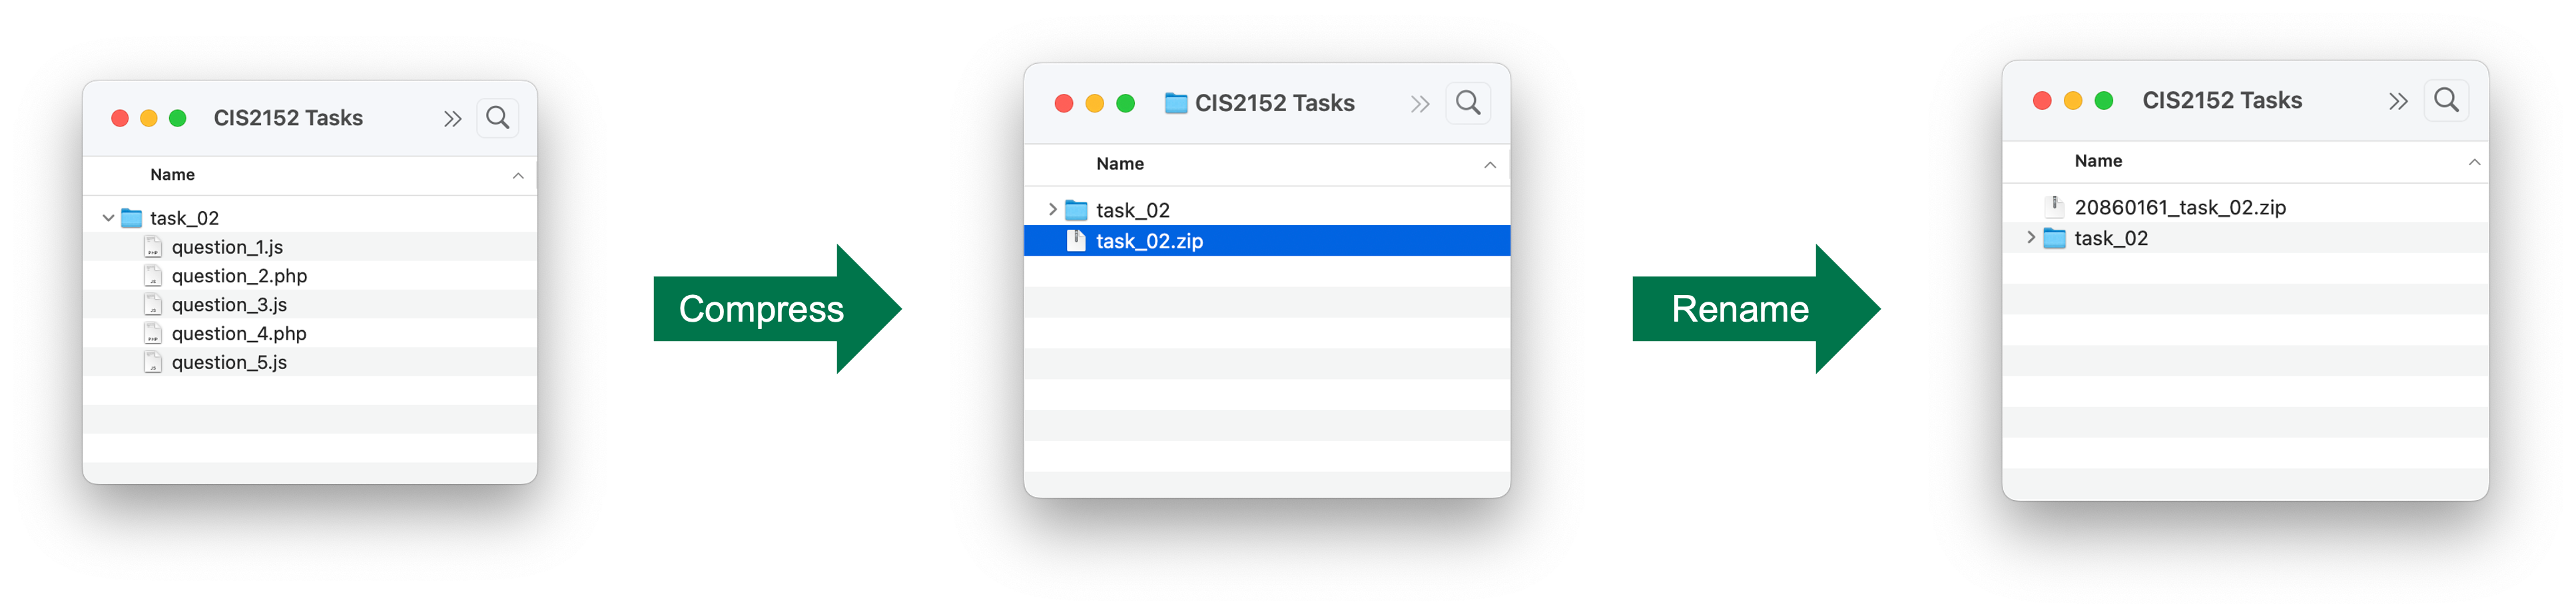 CIS2152 Tasks
Name
task_02
question_1.js
question_2.php
question_3.js
question_4.php
question_5.js
Compress
CIS2152 Tasks
Name
task_02
task_02.zip
Rename
CIS2152 Tasks
Name
20860161_task_02.zip
task_02